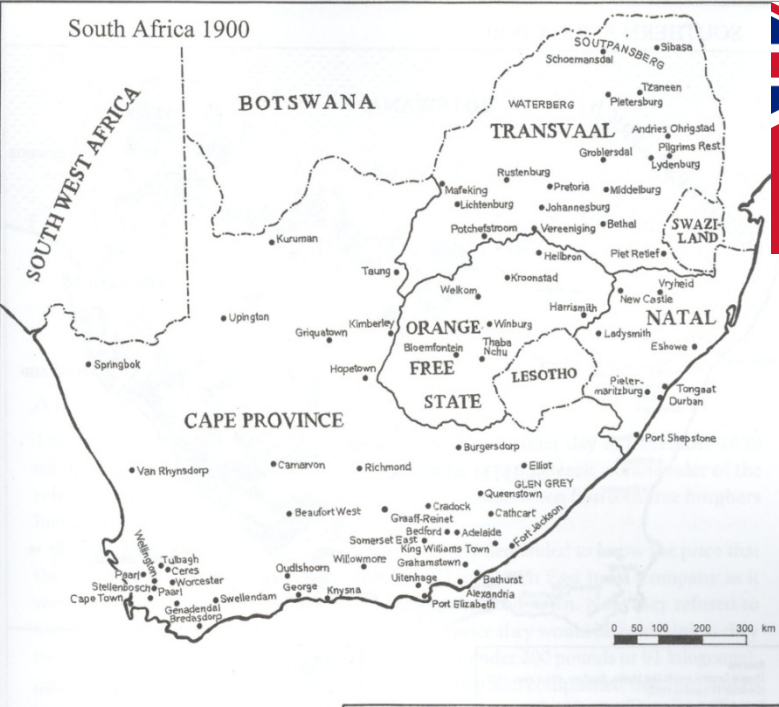 South Africa 1900
SOUTPANSBERG
Sibasa
Schoemansdal
Tzaneen
Pietersburg
BOTSWANA
WATERBERG
TRANSVAAL
Andries Ohrigstad
Pilgrims Rest
Groblersdal
Lydenburg
SOUTH WEST AFRICA
Rustenburg
Pretoria
Middelburg
Mafeking
Lichtenburg
Johannesburg
SWAZI-
LAND
Potchefstroom
Vereeniging
Bethal
Kuruman
Heilbron
Piet Retief
Taung
Kroonstad
Vryheid
Welkom
New Castle
Upington
Harrismith
NATAL
Kimberley
ORANGE
Winburg
Griquatown
Ladysmith
Bloemfontein
Thaba
Nchu
Eshowe
Springbok
FREE
Hopetown
LESOTHO
Pieter-
maritzburg
Tongaat
Durban
STATE
CAPE PROVINCE
Port Shepstone
Burgersdorp
Van Rhynsdorp
Carnarvon
Richmond
Elliot
GLEN GREY
Queenstown
Beaufort West
Cradock
Graaff-Reinet
Cathcart
Bedford
Adelaide
Fort Jackson
Somerset East
King Williams Town
Wellington
Tulbagh
Ceres
Willowmore
Grahamstown
Paarl
Worcester
Oudtshoorn
Uitenhage
Bathurst
Stellenbosch
Paarl
Cape Town
Swellendam
George
Knysna
Alexandria
Port Elizabeth
Genadendal
Bredasdorp
0 50 100 200 300 km